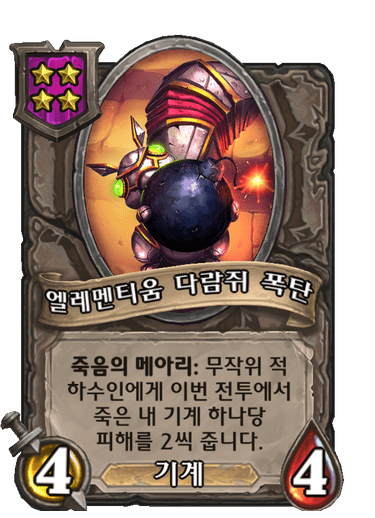 엘레멘티움 다람쥐 폭탄
죽음의 메아리: 무작위 적
하수인에게 이번 전투에서
죽은 내 기계 하나당
피해를 2씩 줍니다.
기계
4
4